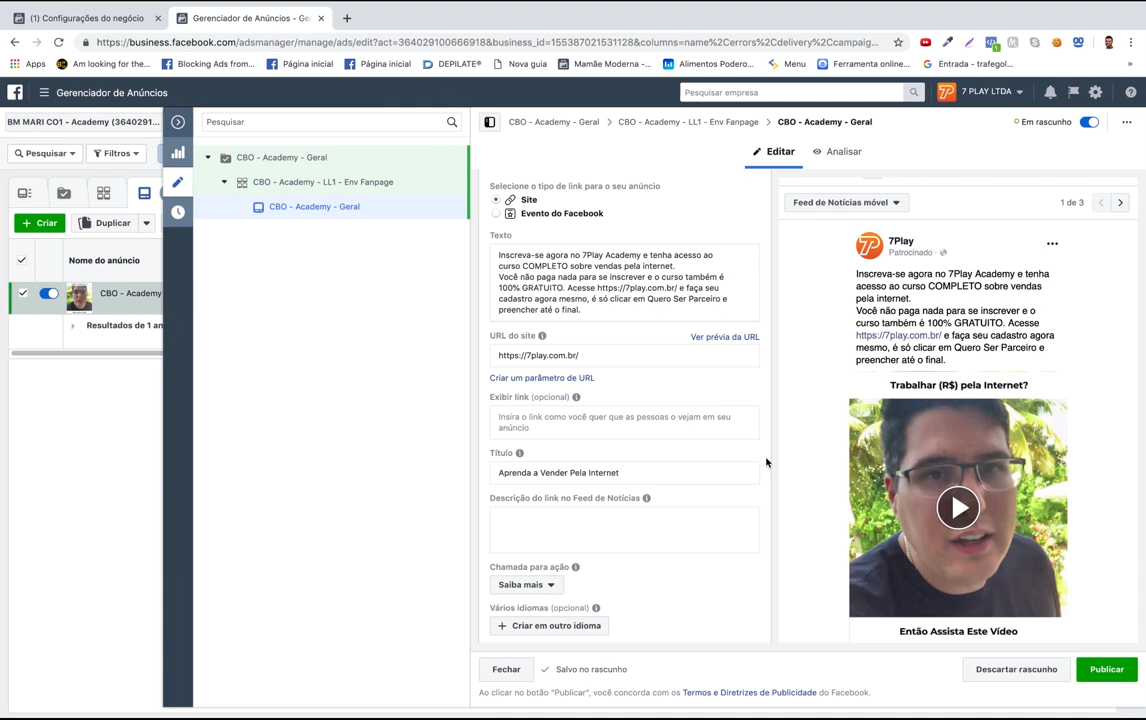 (1) Configurações do negócio
Gerenciador de Anúncios - Ger
https://business.facebook.com/adsmanager/manage/ads/edit?act=364029100666918&business_id=155387021531128&columns=name%2Cerrors%2Cdelivery%2Ccampaig...
Apps
Am looking for the...
Blocking Ads from...
Página inicial
Página inicial
DEPILATE®
Nova guia
Mamãe Moderna -...
Alimentos Poderо...
Menu
Ferramenta online...
Entrada - trafegol...
Gerenciador de Anúncios
Pesquisar empresa
7 PLAY LTDA
BM MARI CO1 - Academy (3640291...
Pesquisar
Filtros
Criar
Duplicar
Nome do anúncio
CBO - Academy
Resultados de 1 an
Pesquisar
CBO - Academy - Geral
CBO - Academy - LL1 - Env Fanpage
CBO - Academy - Geral
CBO - Academy - Geral
CBO - Academy - LL1 - Env Fanpage
CBO - Academy - Geral
Em rascunho
Editar
Analisar
Selecione o tipo de link para o seu anúncio
Site
Evento do Facebook
Texto
Inscreva-se agora no 7Play Academy e tenha acesso ao
curso COMPLETO sobre vendas pela internet.
Você não paga nada para se inscrever e o curso também é
100% GRATUITO. Acesse https://7play.com.br/ e faça seu
cadastro agora mesmo, é só clicar em Quero Ser Parceiro e
preencher até o final.
URL do site
Ver prévia da URL
https://7play.com.br/
Criar um parâmetro de URL
Exibir link (opcional)
Insira o link como você quer que as pessoas o vejam em seu
anúncio
Título
Aprenda a Vender Pela Internet
Descrição do link no Feed de Notícias
Chamada para ação
Saiba mais
Vários idiomas (opcional)
Criar em outro idioma
Feed de Notícias móvel
1 de 3
7Play
Patrocinado
Inscreva-se agora no 7Play Academy e tenha
acesso ao curso COMPLETO sobre vendas
pela internet.
Você não paga nada para se inscrever e o
curso também é 100% GRATUITO. Acesse
https://7play.com.br/ e faça seu cadastro agora
mesmo, é só clicar em Quero Ser Parceiro e
preencher até o final.
Trabalhar (R$) pela Internet?
Então Assista Este Vídeo
Fechar
Salvo no rascunho
Descartar rascunho
Publicar
Ao clicar no botão "Publicar", você concorda com os Termos e Diretrizes de Publicidade do Facebook.